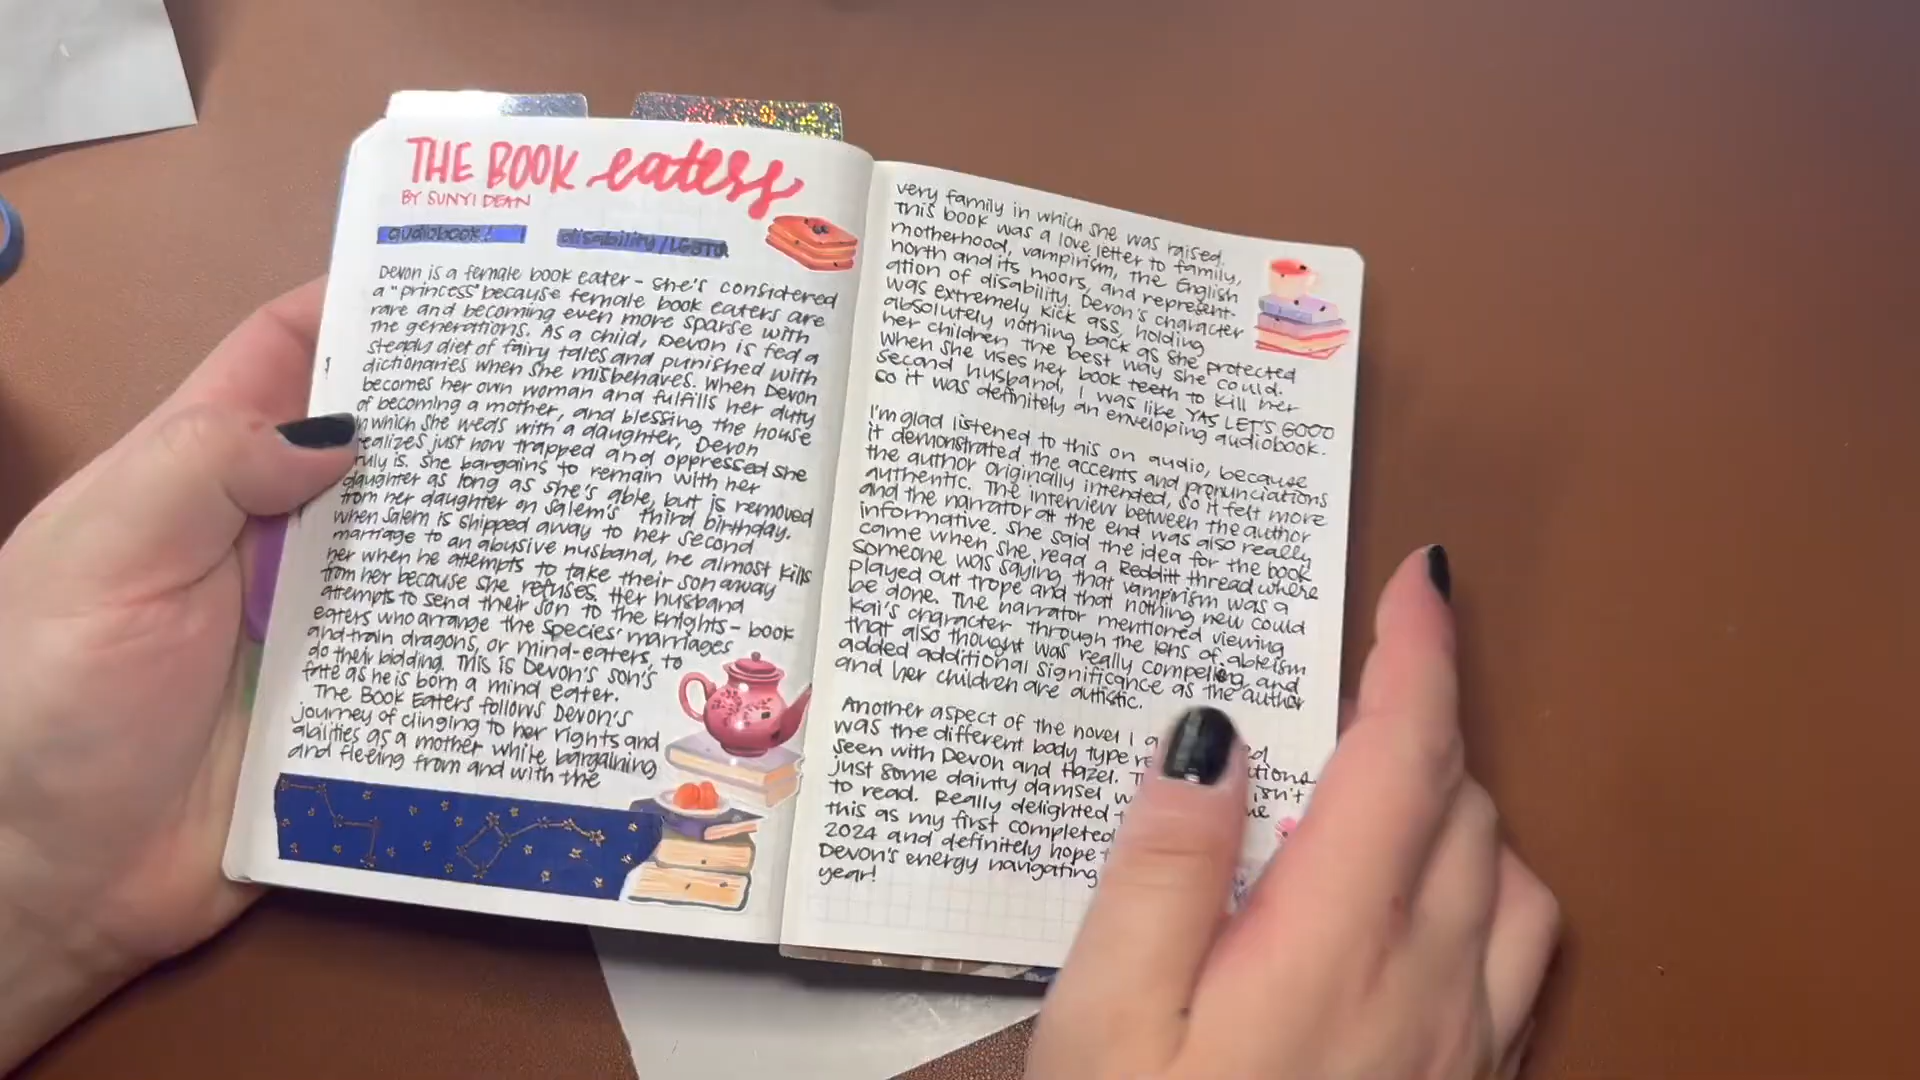 THE BOOK eaters
BY SUNYI DEAN
audiobook!
disability/LGBTQ
Devon is a female book eater - she's considered
a "princess" because female book eaters are
rare and becoming even more sparse with
the generations. As a child, Devon is fed a
steady diet of fairy tales and punished with
dictionaries when she misbehaves. When Devon
becomes her own woman and fulfills her duty
of becoming a mother, and blessing the house
in which she weds with a daughter, Devon
realizes just how trapped and oppressed she
truly is. She bargains to remain with her
daughter as long as she's able, but is removed
from her daughter on Salem's third birthday.
When Salem is shipped away to her second
marriage to an abusive husband, he almost kills
her when he attempts to take their son away
from her because she refuses. Her husband
attempts to send their son to the knights - book
eaters who arrange the species' marriages
and train dragons, or mind-eaters, to
do their bidding. This is Devon's son's
fate as he is born a mind eater.
The Book Eaters follows Devon's
journey of clinging to her rights and
abilities as a mother while bargaining
and fleeing from and with the
very family in which she was raised.
This book was a love letter to family,
motherhood, vampirism, the English
north and its moors, and represent-
ation of disability. Devon's character
was extremely kick ass, holding
absolutely nothing back as she protected
her children the best way she could.
When she uses her book teeth to kill her
second husband, I was like YAS LET'S GOOO
so it was definitely an enveloping audiobook.
I'm glad listened to this on audio, because
it demonstrated the accents and pronunciations
the author originally intended, so it felt more
authentic. The interview between the author
and the narrator at the end was also really
informative. She said the idea for the book
came when she read a Redditt thread where
someone was saying that vampirism was a
played out trope and that nothing new could
be done. The narrator mentioned viewing
Kai's character through the lens of ableism
that also thought was really compelling, and
added additional significance as the author
and her children are autistic.
Another aspect of the novel I
was the different body type
seen with Devon and Hazel. isn't
just some dainty damsel
to read. Really delighted
this as my first completed
2024 and definitely hope
Devon's energy navigating
year!